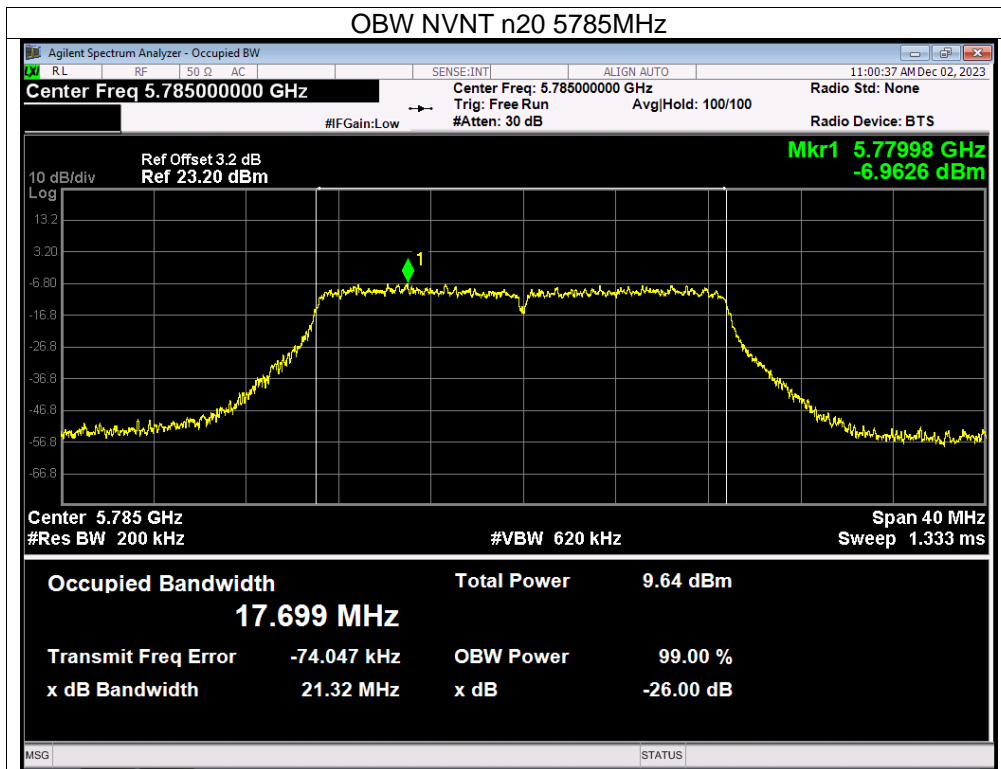 OBW NVNT n20 5785MHz
Agilent Spectrum Analyzer - Occupied BW
LXI RL RF 50 Ω AC SENSE:INT ALIGN AUTO 11:00:37 AM Dec 02, 2023
Center Freq 5.785000000 GHz Center Freq: 5.785000000 GHz Radio Std: None
Trig: Free Run Avg|Hold: 100/100
#IFGain:Low #Atten: 30 dB Radio Device: BTS
Mkr1 5.77998 GHz
Ref Offset 3.2 dB
10 dB/div Ref 23.20 dBm -6.9626 dBm
Log
13.2
3.20
1
-6.80
-16.8
-26.8
-36.8
-46.8
-56.8
-66.8
Center 5.785 GHz Span 40 MHz
#Res BW 200 kHz #VBW 620 kHz Sweep 1.333 ms
Occupied Bandwidth Total Power 9.64 dBm
17.699 MHz
Transmit Freq Error -74.047 kHz OBW Power 99.00 %
x dB Bandwidth 21.32 MHz x dB -26.00 dB
MSG STATUS